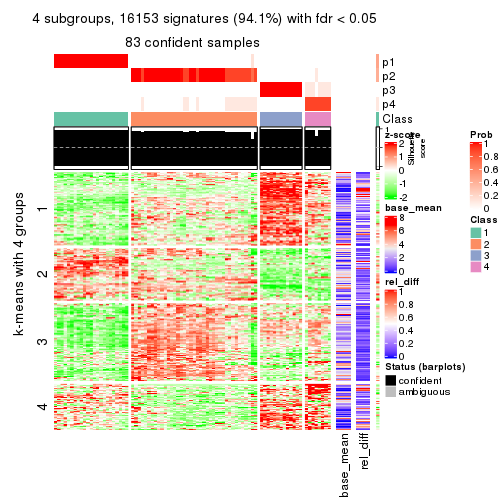 4 subgroups, 16153 signatures (94.1%) with fdr < 0.05
83 confident samples
p1
p2
p3
p4
Class
1
Silhouette
score
k-means with 4 groups
1
2
3
4
base_mean
rel_diff
z-score
2
1
0
-1
-2
base_mean
8
6
4
2
0
rel_diff
1
0.8
0.6
0.4
0.2
0
Status (barplots)
confident
ambiguous
Prob
1
0.8
0.6
0.4
0.2
0
Class
1
2
3
4